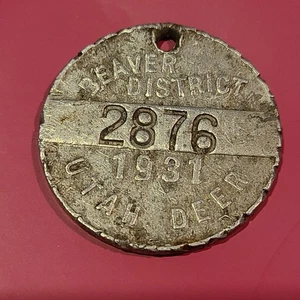 BEAVER
DISTRICT
2876
1931
UTAH DEER